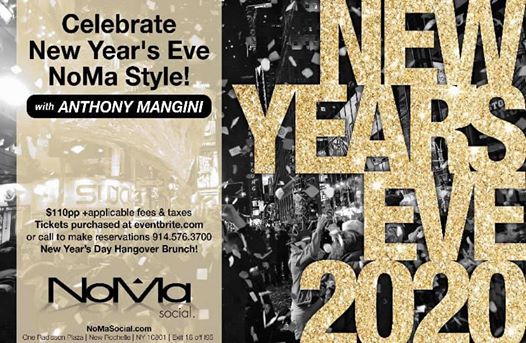 Celebrate
New Year's Eve
NoMa Style!
with ANTHONY MANGINI
$110pp +applicable fees & taxes
Tickets purchased at eventbrite.com
or call to make reservations 914.576.3700
New Year's Day Hangover Brunch!
NoMa
social.
NoMaSocial.com
One Radisson Plaza | New Rochelle | NY 10801 | Exit 16 off I95
NEW
YEARS
EVE
2020